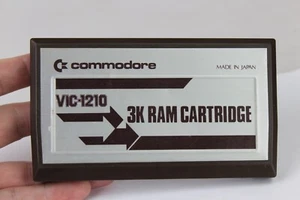 commodore
MADE IN JAPAN
VIC-1210
3K RAM CARTRIDGE